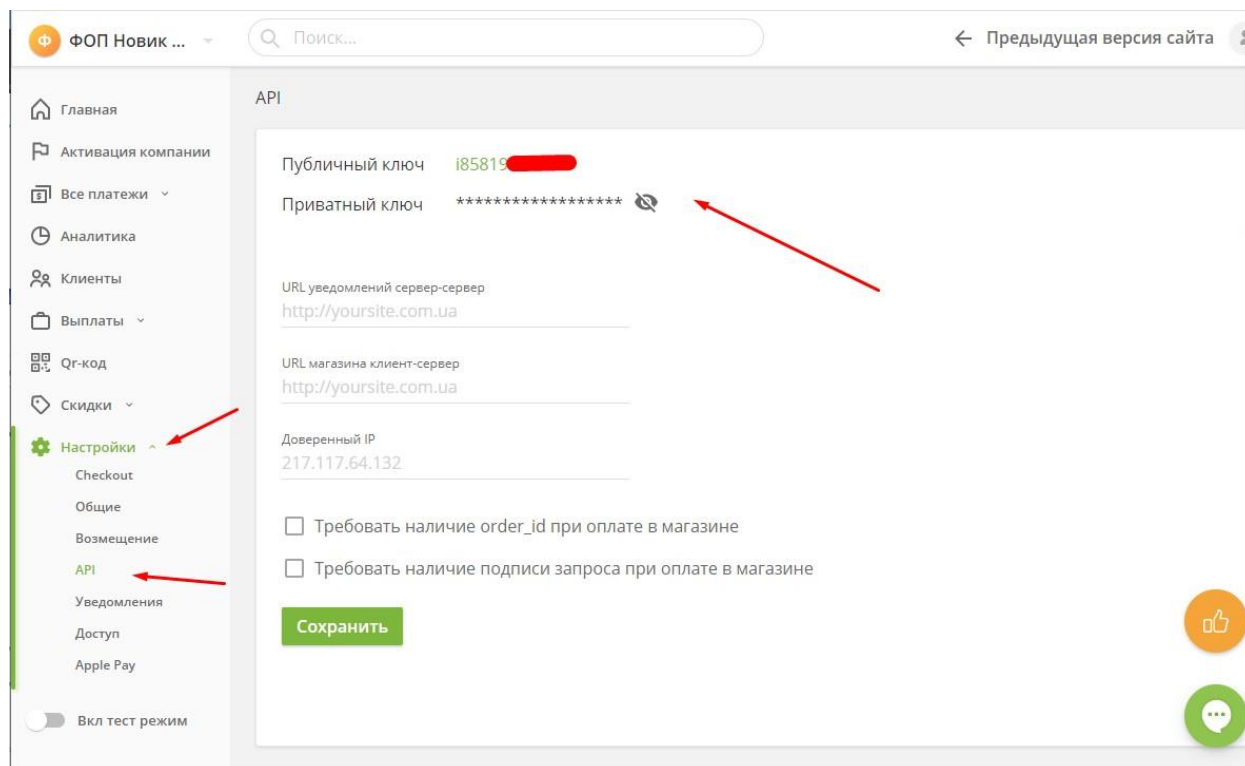 Ф ФОП Новик ...
Поиск...
← Предыдущая версия сайта
Главная
Активация компании
Все платежи
Аналитика
Клиенты
Выплаты
Qr-код
Скидки
Настройки
Checkout
Общие
Возмещение
API
Уведомления
Доступ
Apple Pay
Вкл тест режим
API
Публичный ключ i85819
Приватный ключ ******************
URL уведомлений сервер-сервер
http://yoursite.com.ua
URL магазина клиент-сервер
http://yoursite.com.ua
Доверенный IP
217.117.64.132
Требовать наличие order_id при оплате в магазине
Требовать наличие подписи запроса при оплате в магазине
Сохранить